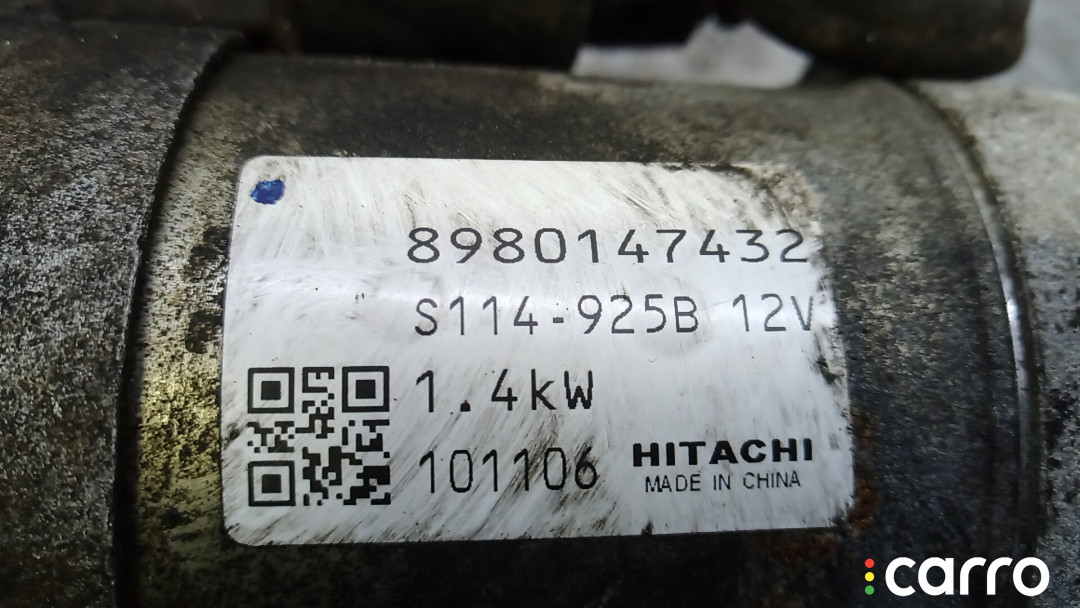 8980147432
S114-925B 12V
1.4kW
101106 HITACHI
MADE IN CHINA
carro